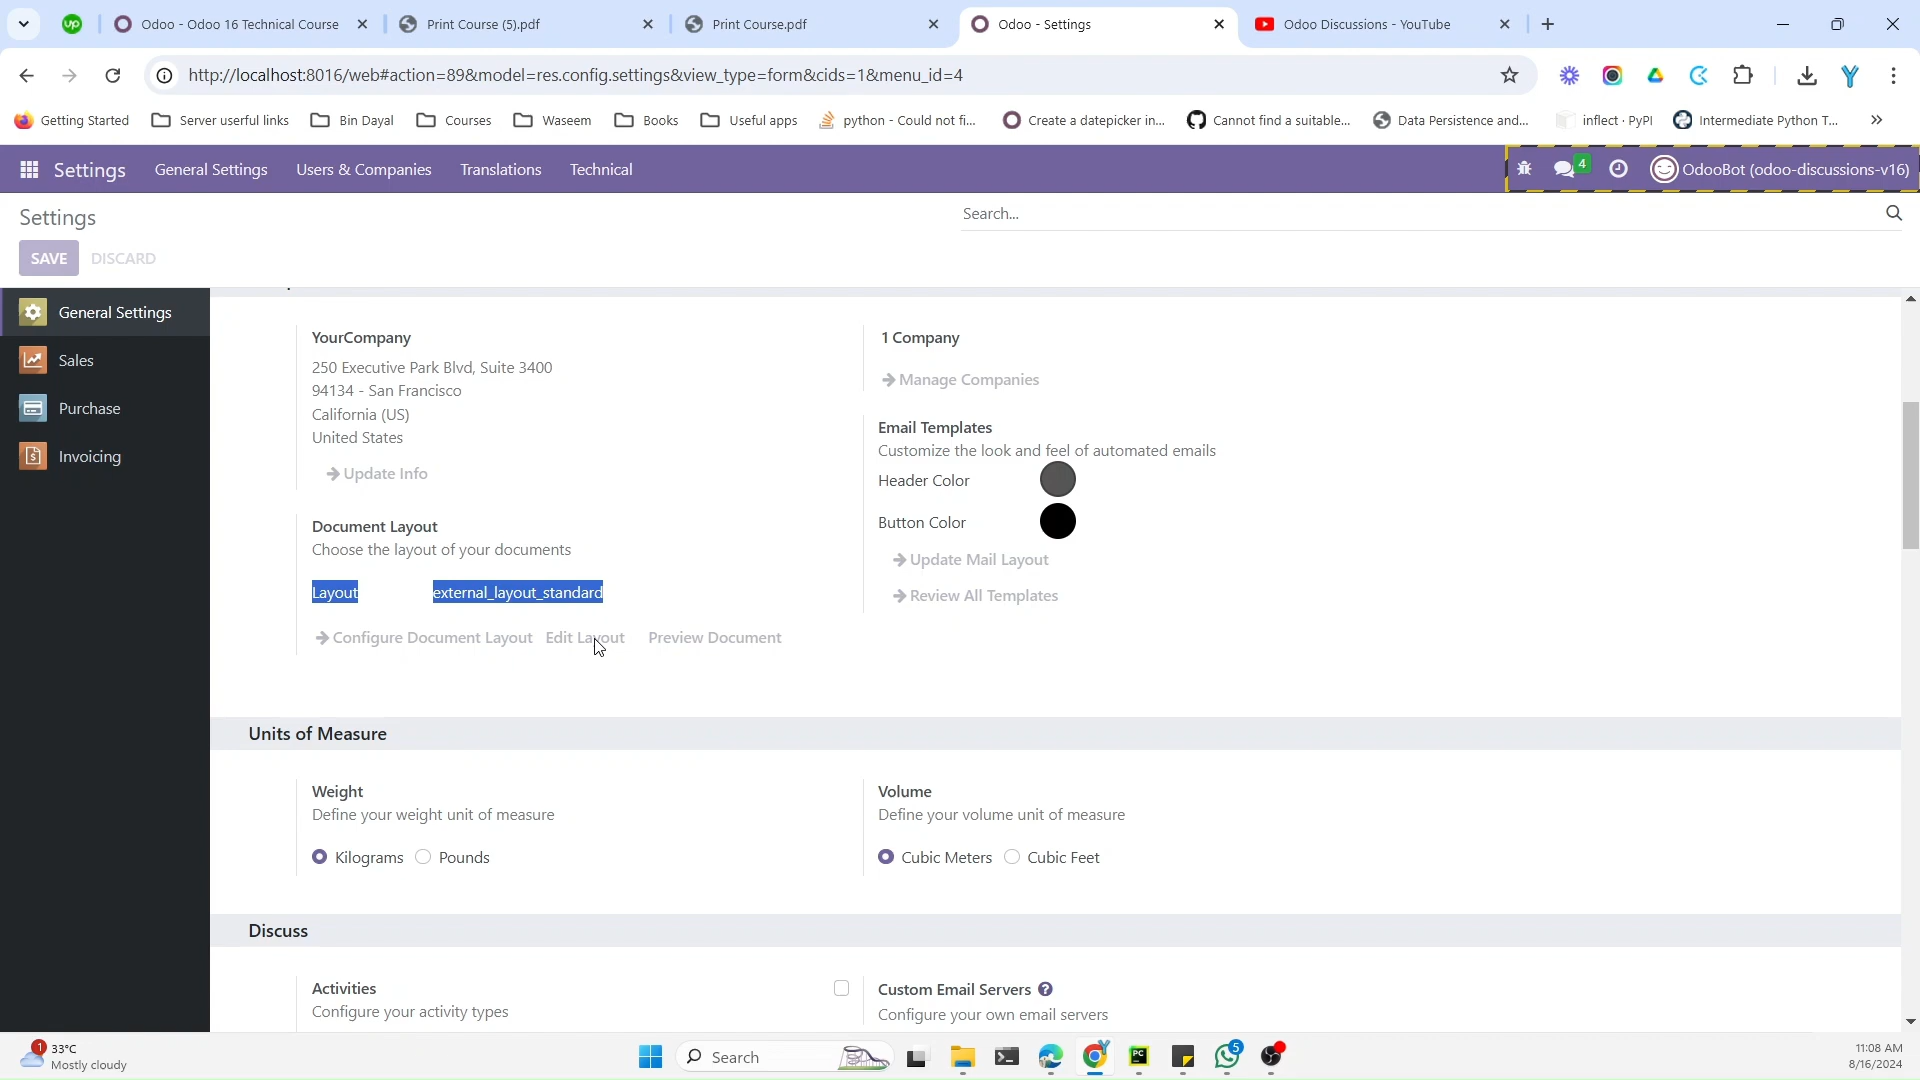 Odoo - Odoo 16 Technical Course
Print Course (5).pdf
Print Course.pdf
Odoo - Settings
Odoo Discussions - YouTube
http://localhost:8016/web#action=89&model=res.config.settings&view_type=form&cids=1&menu_id=4
Getting Started
Server userful links
Bin Dayal
Courses
Waseem
Books
Useful apps
python - Could not fi...
Create a datepicker in...
Cannot find a suitable...
Data Persistence and...
inflect · PyPI
Intermediate Python T...
Settings
General Settings
Users & Companies
Translations
Technical
4
OdooBot (odoo-discussions-v16)
Settings
Search...
SAVE
DISCARD
General Settings
Sales
Purchase
Invoicing
YourCompany
250 Executive Park Blvd, Suite 3400
94134 - San Francisco
California (US)
United States
Update Info
1 Company
Manage Companies
Email Templates
Customize the look and feel of automated emails
Header Color
Button Color
Update Mail Layout
Review All Templates
Document Layout
Choose the layout of your documents
Layout
external_layout_standard
Configure Document Layout
Edit Layout
Preview Document
Units of Measure
Weight
Define your weight unit of measure
Kilograms
Pounds
Volume
Define your volume unit of measure
Cubic Meters
Cubic Feet
Discuss
Activities
Configure your activity types
Custom Email Servers
Configure your own email servers
1
33°C
Mostly cloudy
Search
PC
5
11:08 AM
8/16/2024